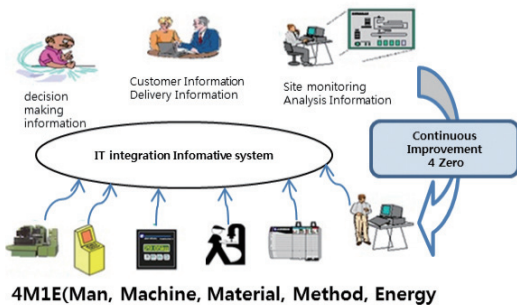 decision
making
information
Customer Information
Delivery Information
Site monitoring
Analysis Information
IT integration Informative system
Continuous
Improvement
4 Zero
4M1E(Man, Machine, Material, Method, Energy